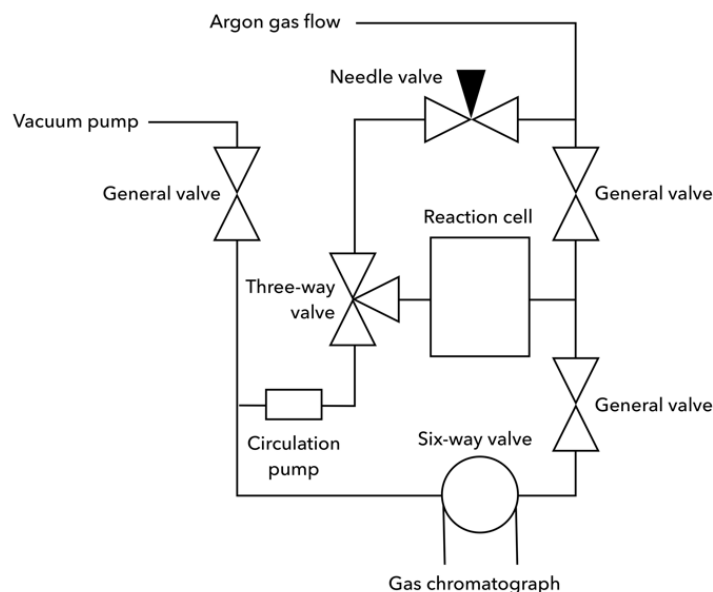 Argon gas flow
Needle valve
Vacuum pump
General valve
General valve
Reaction cell
Three-way
valve
General valve
Circulation
pump
Six-way valve
Gas chromatograph